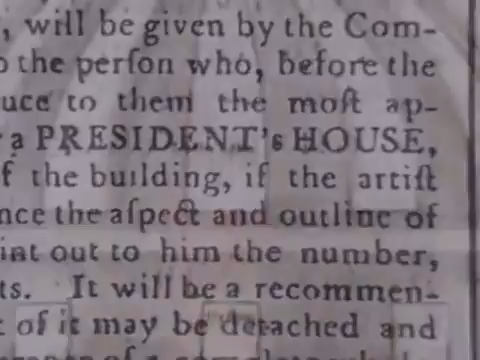 , will be given by the Com-
the perſon who, before the
uce to them the moſt ap-
a PRESIDENT's HOUSE,
f the building, if the artiſt
nce the aſpect and outline of
int out to him the number,
ts. It will be a recommen-
of it may be detached and
of a